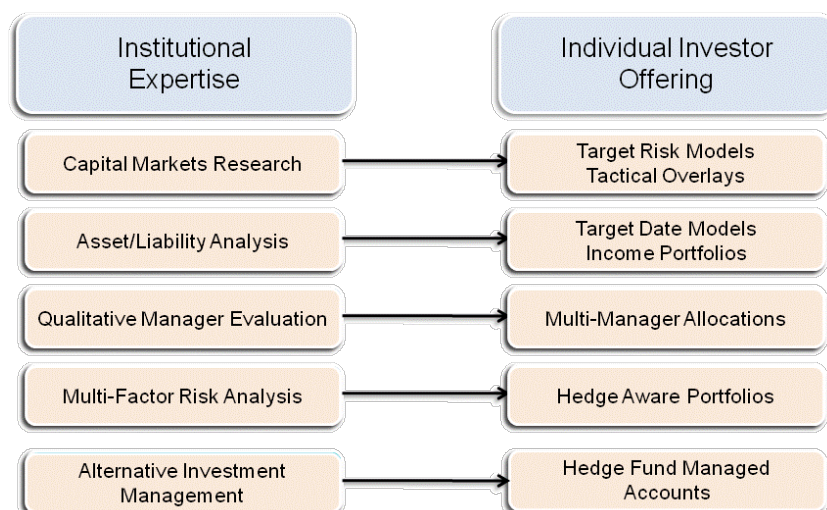 Institutional
Expertise
Individual Investor
Offering
Capital Markets Research
Target Risk Models
Tactical Overlays
Asset/Liability Analysis
Target Date Models
Income Portfolios
Qualitative Manager Evaluation
Multi-Manager Allocations
Multi-Factor Risk Analysis
Hedge Aware Portfolios
Alternative Investment
Management
Hedge Fund Managed
Accounts